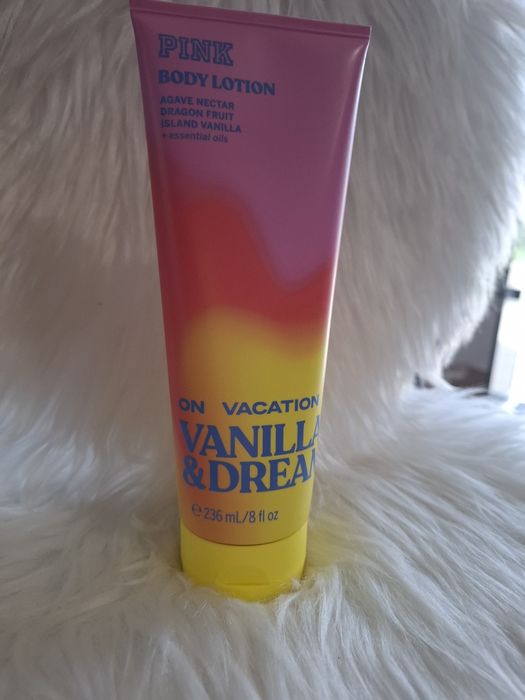 PINK
BODY LOTION
AGAVE NECTAR
DRAGON FRUIT
ISLAND VANILLA
+ essential oils
ON VACATION
VANILLA
&DREAM
℮ 236 mL/8 fl oz